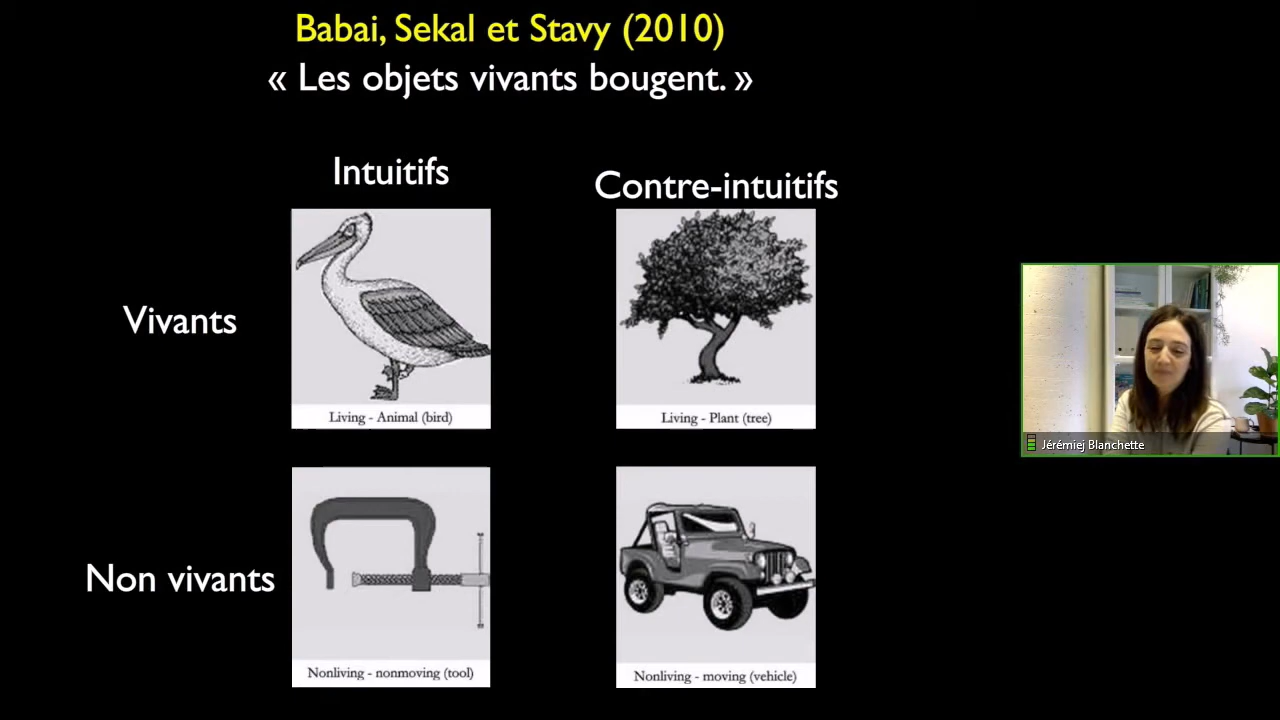 Babai, Sekal et Stavy (2010)
« Les objets vivants bougent. »
Intuitifs
Contre-intuitifs
Vivants
Living - Animal (bird)
Living - Plant (tree)
Non vivants
Nonliving - nonmoving (tool)
Nonliving - moving (vehicle)
Jérémiej Blanchette